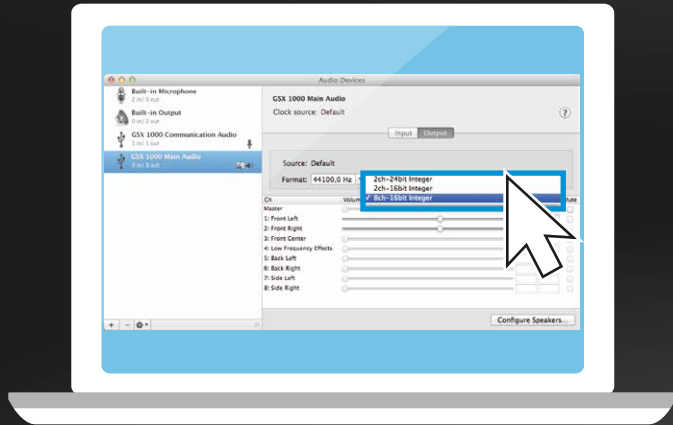 Audio Devices
Built-in Microphone
2 in/ 0 out
Built-in Output
0 in/ 2 out
GSX 1000 Communication Audio
1 in/ 1 out
GSX 1000 Main Audio
0 in/ 8 out
GSX 1000 Main Audio
Clock source: Default
?
Input Output
Source: Default
Format: 44100,0 Hz
2ch-24bit Integer
2ch-16bit Integer
✓ 8ch-16bit Integer
Ch Volum
Master
1: Front Left
2: Front Right
3: Front Center
4: Low Frequency Effects
5: Back Left
6: Back Right
7: Side Left
8: Side Right
Configure Speakers...